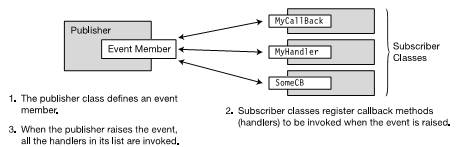 Publisher
Event Member
MyCallBack
MyHandler
SomeCB
Subscriber
Classes
1. The publisher class defines an event
member.
2. Subscriber classes register callback methods
(handlers) to be invoked when the event is raised.
3. When the publisher raises the event,
all the handlers in its list are invoked.